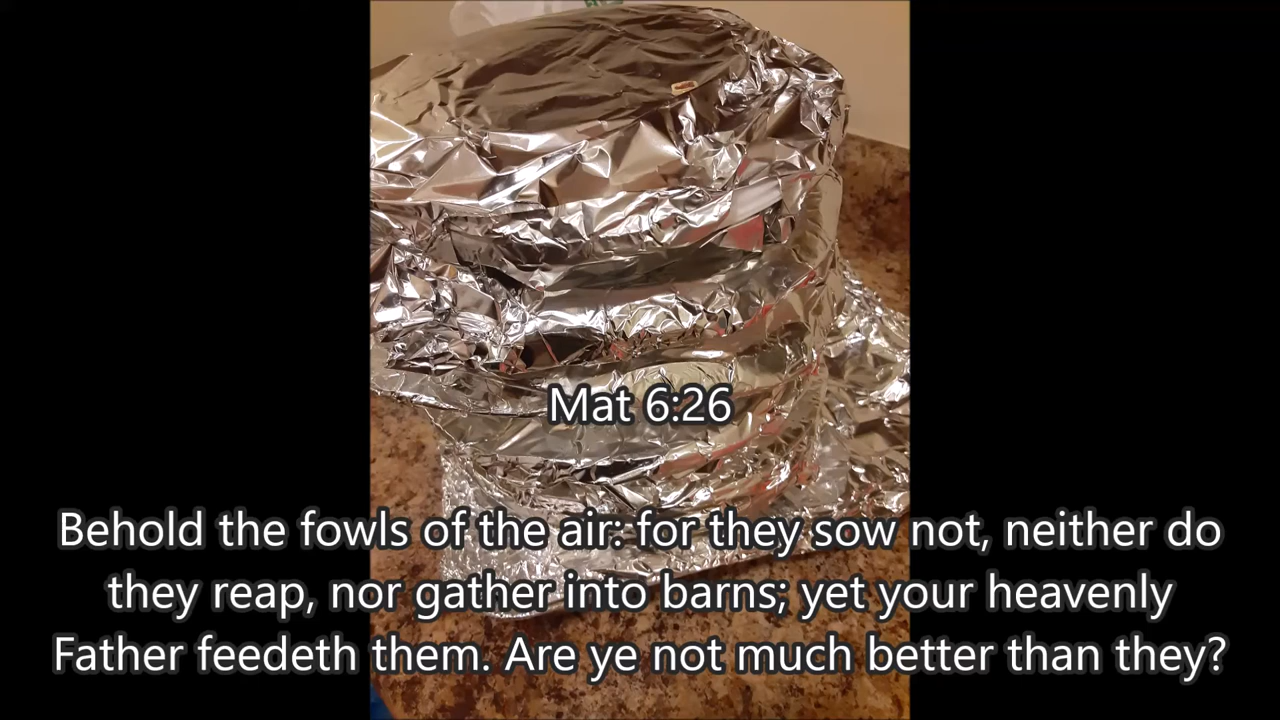 Mat 6:26
Behold the fowls of the air: for they sow not, neither do
they reap, nor gather into barns; yet your heavenly
Father feedeth them. Are ye not much better than they?